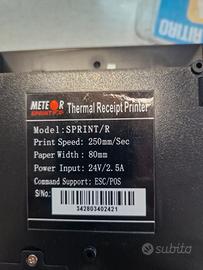 RITIRO
METEOR
SPRINT
Thermal Receipt Printer
Model:SPRINT/R
Print Speed: 250mm/Sec
Paper Width: 80mm
Power Input: 24V/2.5A
Command Support: ESC/POS
S/No:
342803402421
subito